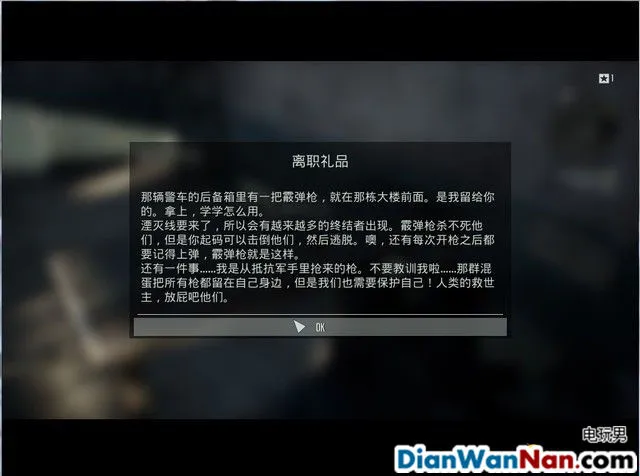 1
离职礼品
那辆警车的后备箱里有一把霰弹枪，就在那栋大楼前面。是我留给你
的。拿上，学学怎么用。
湮灭线要来了，所以会有越来越多的终结者出现。霰弹枪杀不死他
们，但是你起码可以击倒他们，然后逃脱。噢，还有每次开枪之后都
要记得上弹，霰弹枪就是这样。
还有一件事......我是从抵抗军手里抢来的枪。不要教训我啦......那群混
蛋把所有枪都留在自己身边，但是我们也需要保护自己！人类的救世
主，放屁吧他们。
OK
电玩男
DianWanNan.com